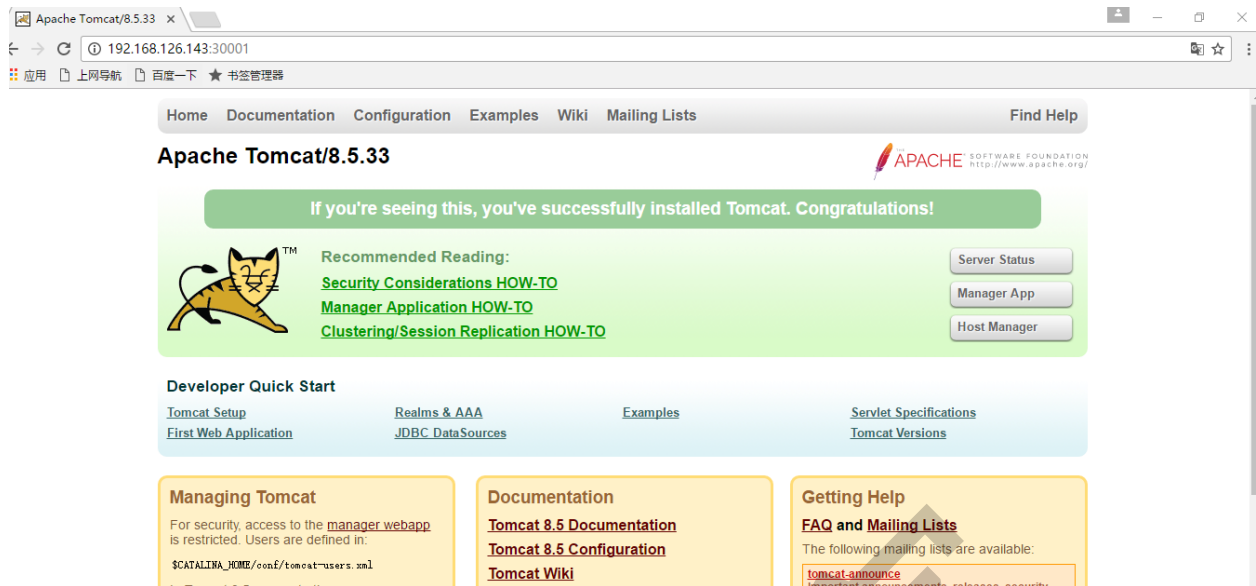 Apache Tomcat/8.5.33
192.168.126.143:30001
应用 上网导航 百度一下 书签管理器
Home Documentation Configuration Examples Wiki Mailing Lists Find Help
Apache Tomcat/8.5.33
THE APACHE SOFTWARE FOUNDATION
http://www.apache.org/
If you're seeing this, you've successfully installed Tomcat. Congratulations!
TM
Recommended Reading:
Security Considerations HOW-TO
Manager Application HOW-TO
Clustering/Session Replication HOW-TO
Server Status
Manager App
Host Manager
Developer Quick Start
Tomcat Setup
First Web Application
Realms & AAA
JDBC DataSources
Examples
Servlet Specifications
Tomcat Versions
Managing Tomcat
For security, access to the manager webapp
is restricted. Users are defined in:
$CATALINA_HOME/conf/tomcat-users.xml
Documentation
Tomcat 8.5 Documentation
Tomcat 8.5 Configuration
Tomcat Wiki
Getting Help
FAQ and Mailing Lists
The following mailing lists are available:
tomcat-announce
Important announcements, releases, security